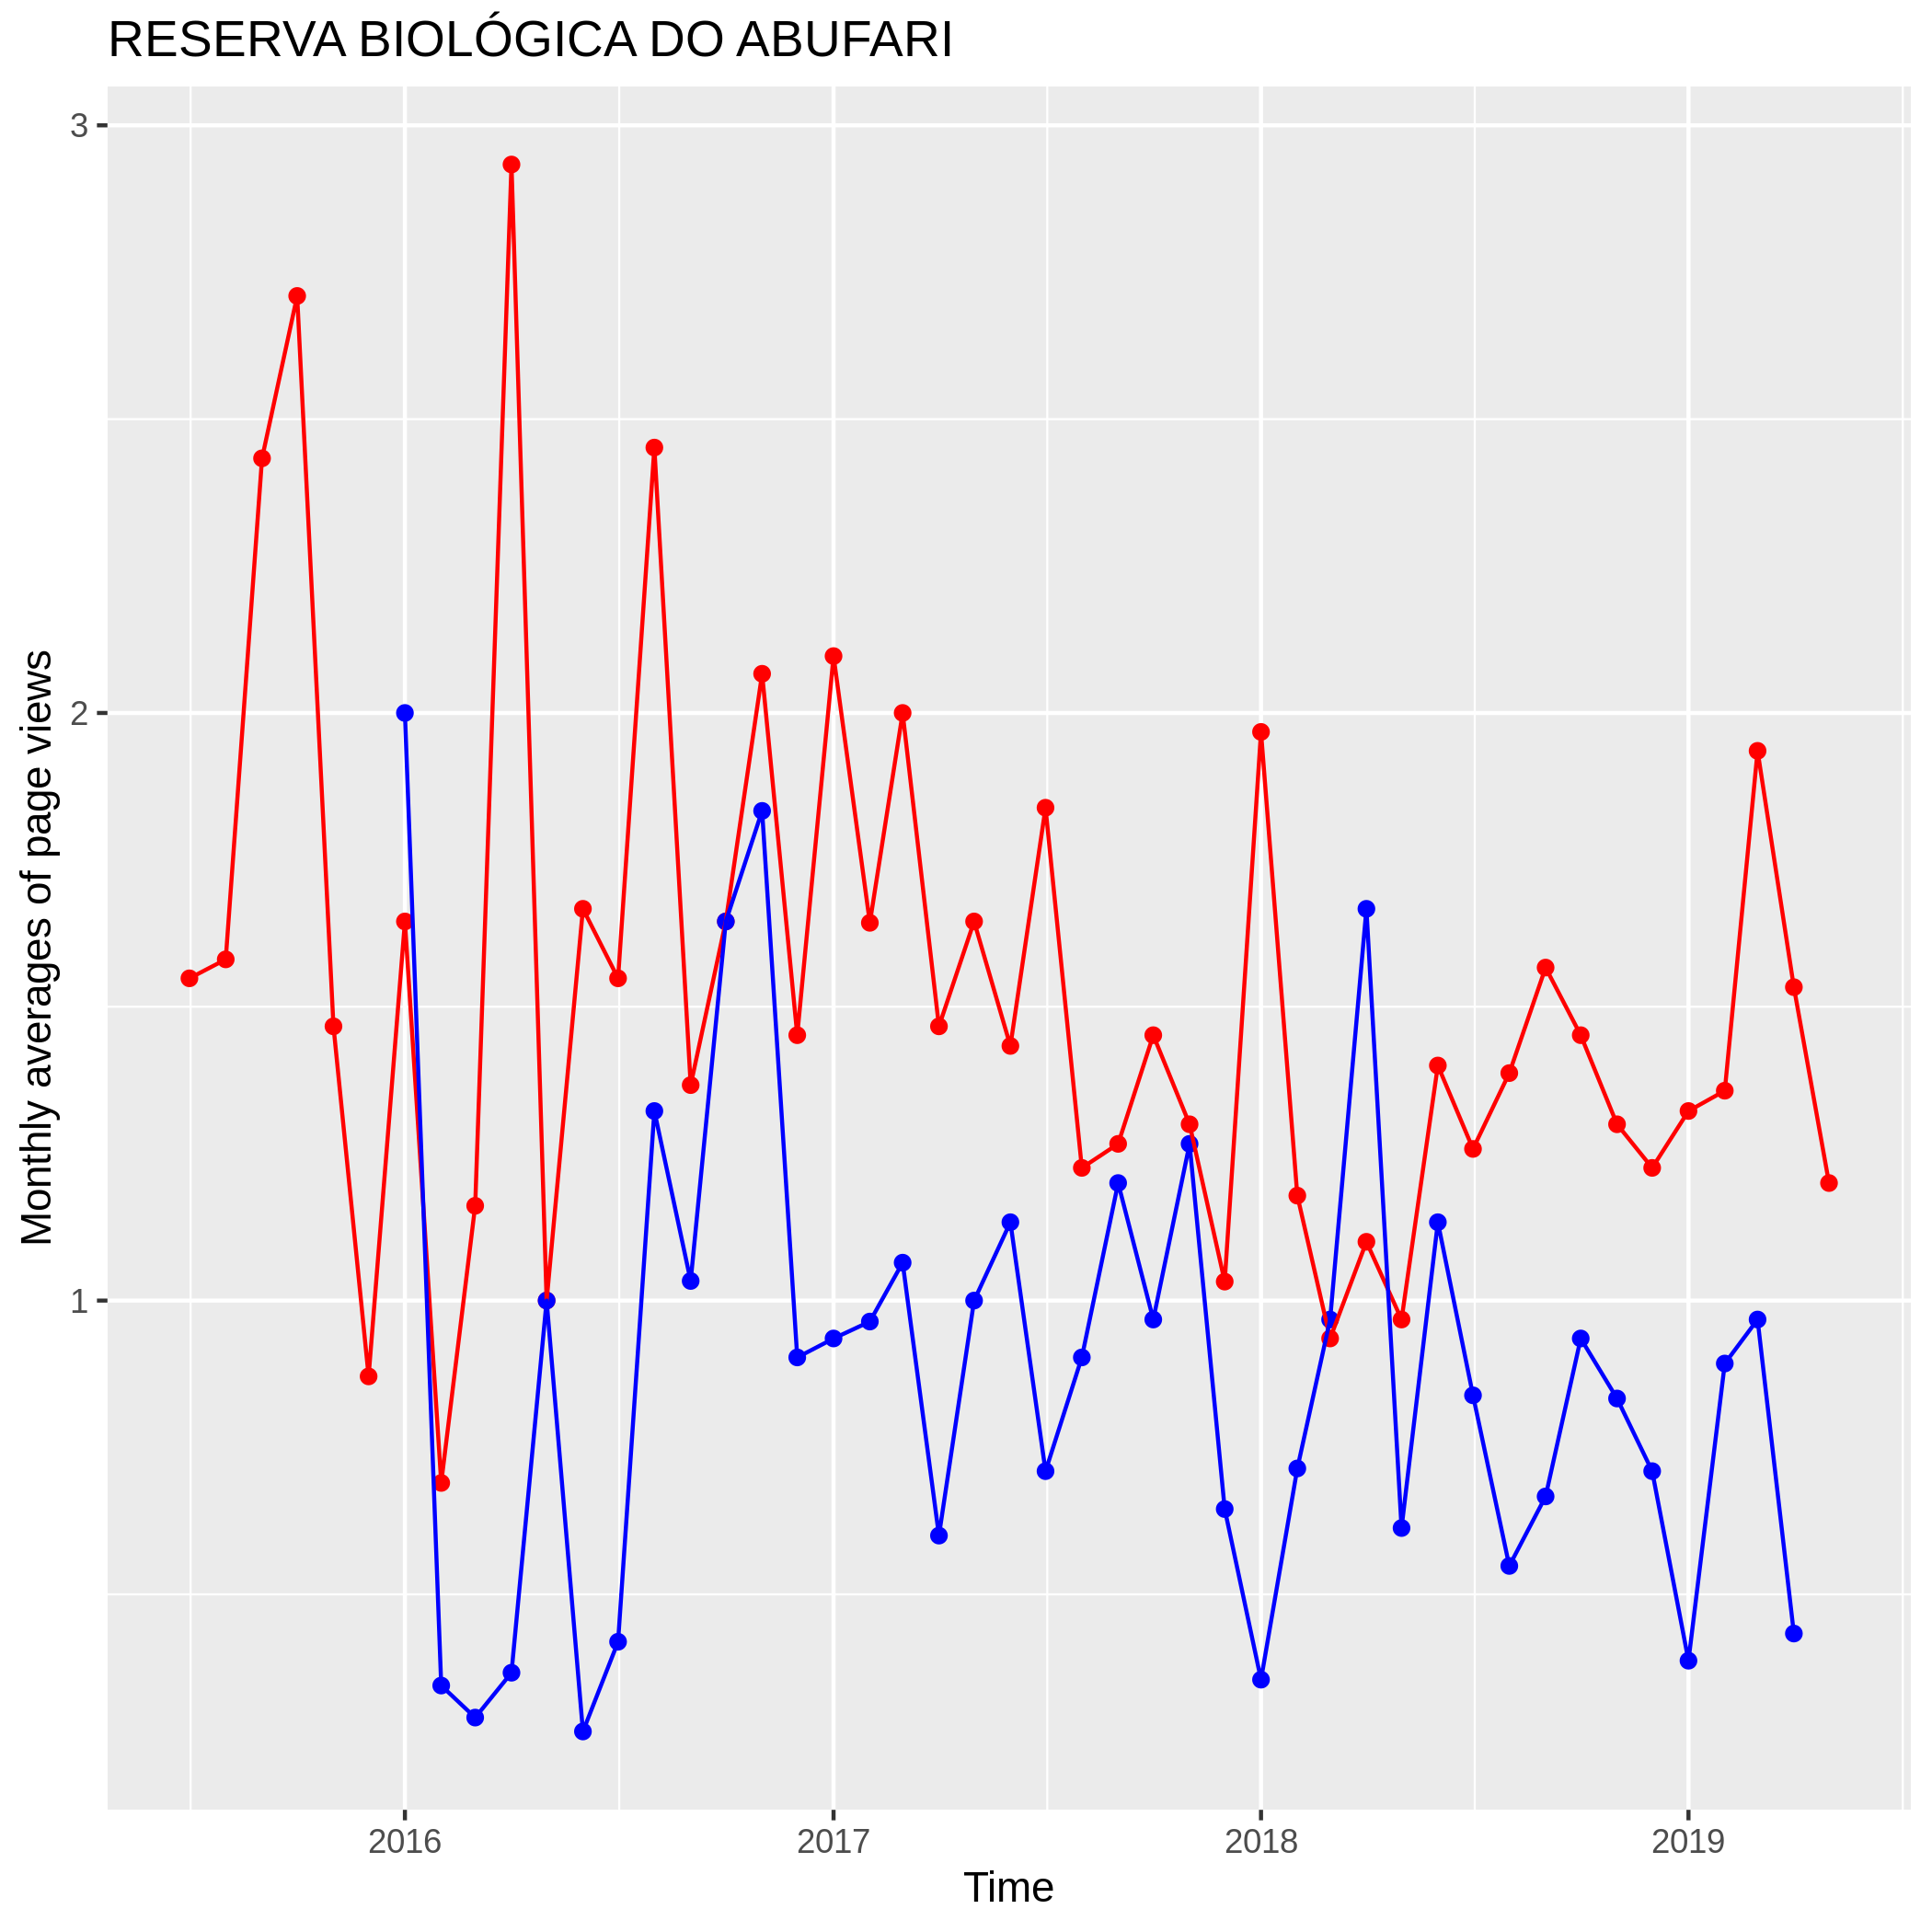 RESERVA BIOLÓGICA DO ABUFARI
Monthly averages of page views
3
2
1
2016
2017
2018
2019
Time